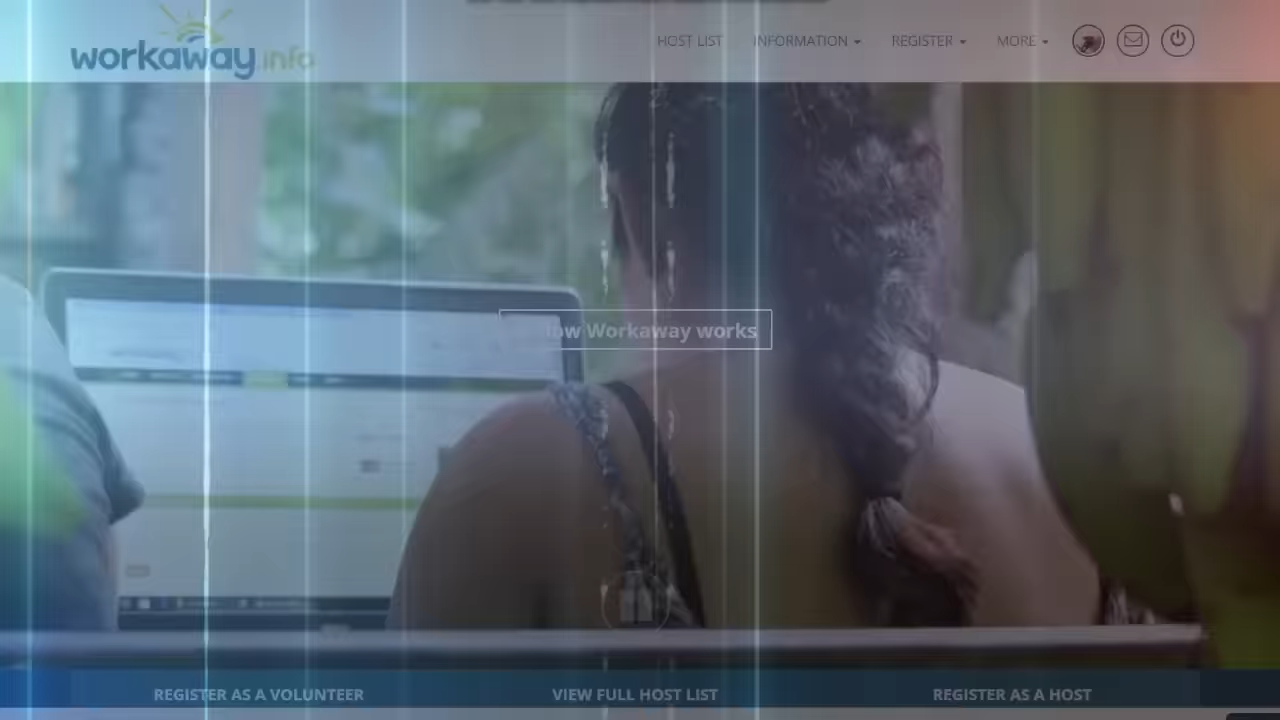 workaway info
HOST LIST INFORMATION REGISTER MORE
How Workaway works
REGISTER AS A VOLUNTEER VIEW FULL HOST LIST REGISTER AS A HOST